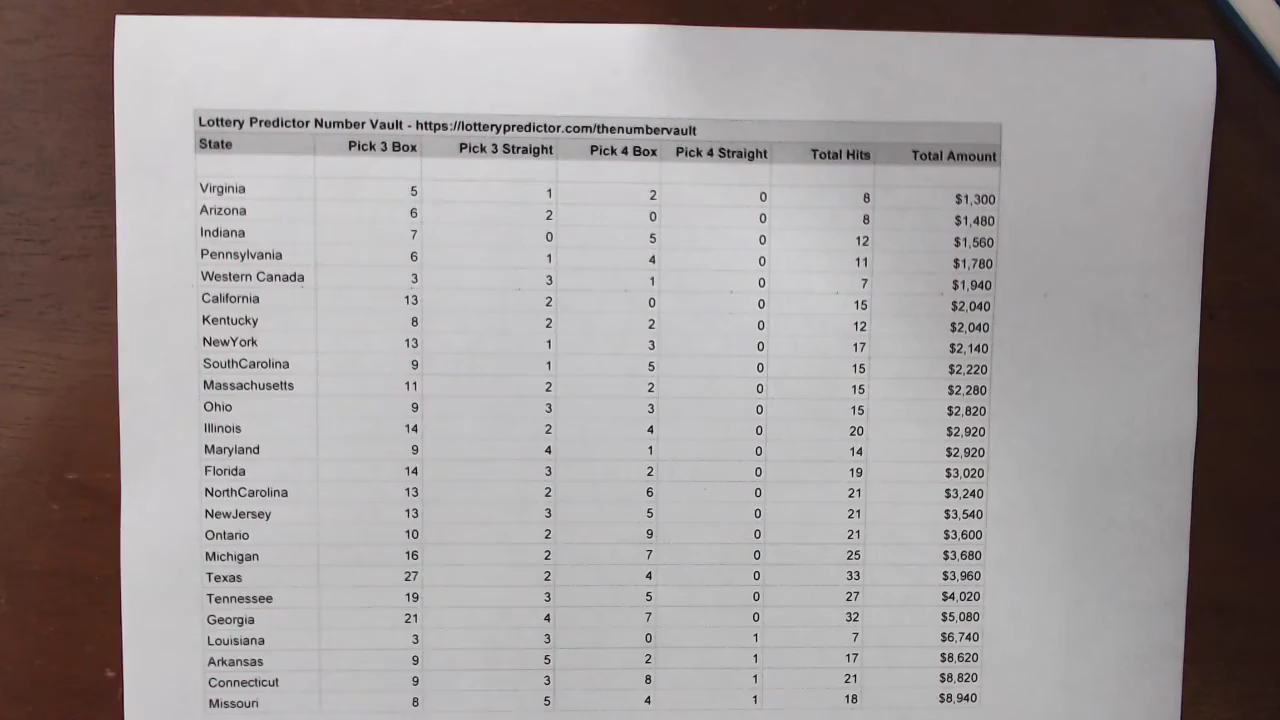 Lottery Predictor Number Vault - https://lotterypredictor.com/thenumbervault
State Pick 3 Box Pick 3 Straight Pick 4 Box Pick 4 Straight Total Hits Total Amount
Virginia 5 1 2 0 8 $1,300
Arizona 6 2 0 0 8 $1,480
Indiana 7 0 5 0 12 $1,560
Pennsylvania 6 1 4 0 11 $1,780
Western Canada 3 3 1 0 7 $1,940
California 13 2 0 0 15 $2,040
Kentucky 8 2 2 0 12 $2,040
NewYork 13 1 3 0 17 $2,140
SouthCarolina 9 1 5 0 15 $2,220
Massachusetts 11 2 2 0 15 $2,280
Ohio 9 3 3 0 15 $2,820
Illinois 14 2 4 0 20 $2,920
Maryland 9 4 1 0 14 $2,920
Florida 14 3 2 0 19 $3,020
NorthCarolina 13 2 6 0 21 $3,240
NewJersey 13 3 5 0 21 $3,540
Ontario 10 2 9 0 21 $3,600
Michigan 16 2 7 0 25 $3,680
Texas 27 2 4 0 33 $3,960
Tennessee 19 3 5 0 27 $4,020
Georgia 21 4 7 0 32 $5,080
Louisiana 3 3 0 1 7 $6,740
Arkansas 9 5 2 1 17 $8,620
Connecticut 9 3 8 1 21 $8,820
Missouri 8 5 4 1 18 $8,940